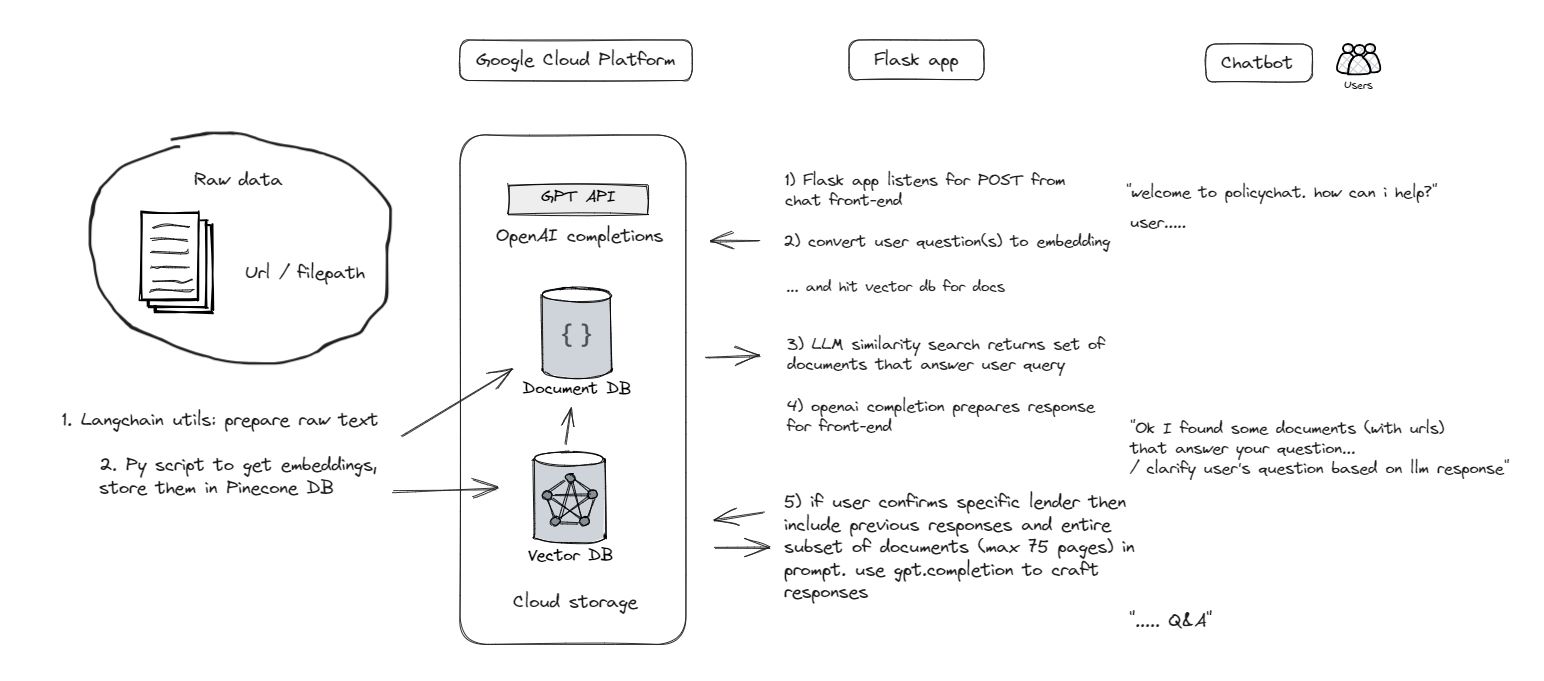 Google Cloud Platform
Flask app
Chatbot
Users
Raw data
Url / filepath
1. Langchain utils: prepare raw text
2. Py script to get embeddings,
store them in Pinecone DB
GPT API
OpenAI completions
{ }
Document DB
Vector DB
Cloud storage
1) Flask app listens for POST from
chat front-end
2) convert user question(s) to embedding
... and hit vector db for docs
3) LLM similarity search returns set of
documents that answer user query
4) openai completion prepares response
for front-end
5) if user confirms specific lender then
include previous responses and entire
subset of documents (max 75 pages) in
prompt. use gpt.completion to craft
responses
"welcome to policychat. how can i help?"
user.....
"Ok I found some documents (with urls)
that answer your question...
/ clarify user's question based on llm response"
"..... Q&A"